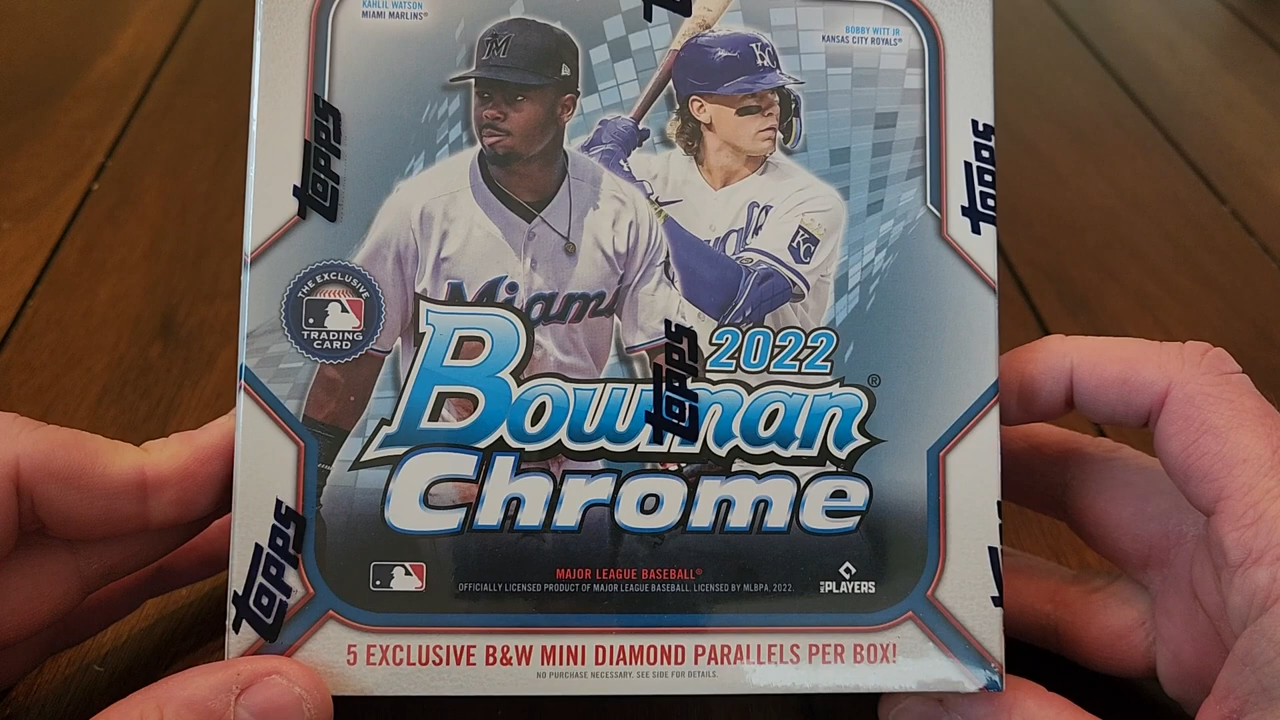 KAHLIL WATSON
MIAMI MARLINS®
BOBBY WITT JR
KANSAS CITY ROYALS®
M
KC
topps
topps
KC
THE EXCLUSIVE
TRADING
CARD
Miami
2022
Bowman®
topps
Chrome
topps
MAJOR LEAGUE BASEBALL®
OFFICIALLY LICENSED PRODUCT OF MAJOR LEAGUE BASEBALL. LICENSED BY MLBPA, 2022.
MLB PLAYERS
5 EXCLUSIVE B&W MINI DIAMOND PARALLELS PER BOX!
NO PURCHASE NECESSARY. SEE SIDE FOR DETAILS.